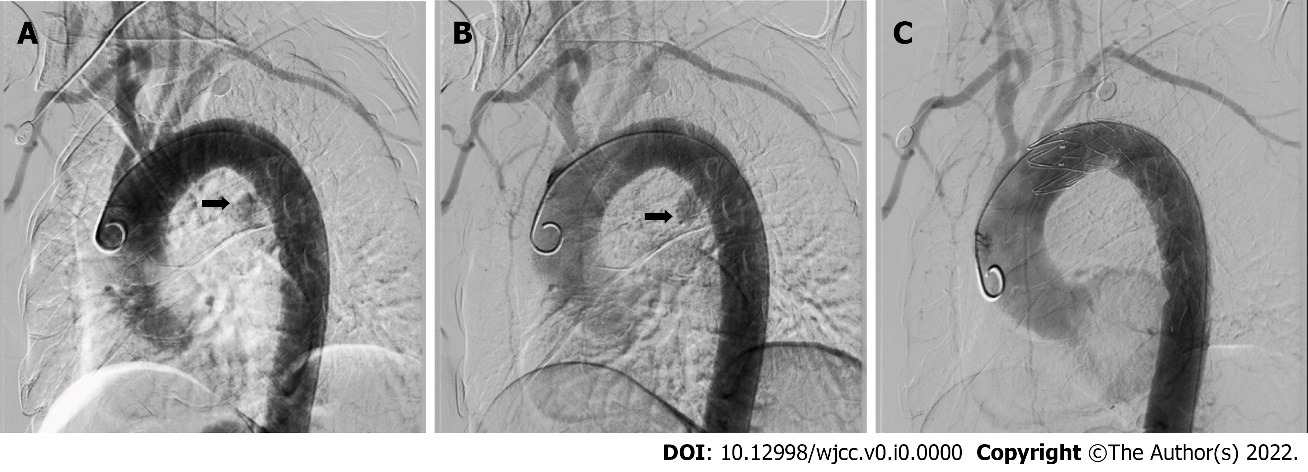 A
B
C
DOI: 10.12998/wjcc.v0.i0.0000 Copyright ©The Author(s) 2022.